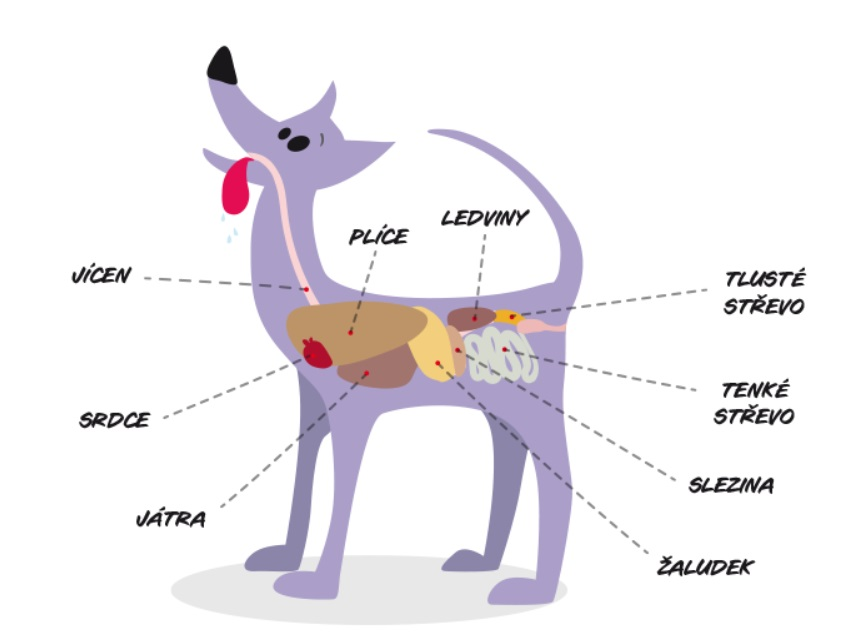 LEDVINY
PLÍCE
JÍCEN
TLUSTÉ
STŘEVO
TENKÉ
STŘEVO
SRDCE
SLEZINA
JÁTRA
ŽALUDEK